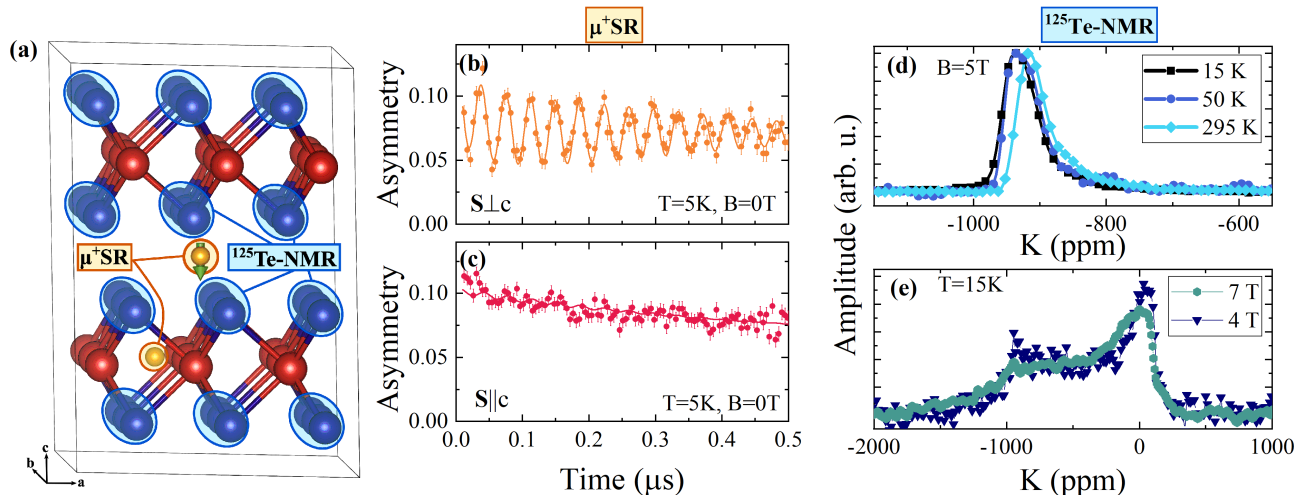 (a)
μ⁺SR
¹²⁵Te-NMR
c
b
a
μ⁺SR
(b)
Asymmetry
0.10
0.05
0.00
S⊥c
T=5K, B=0T
(c)
Asymmetry
0.10
0.05
0.00
S||c
T=5K, B=0T
0.0 0.1 0.2 0.3 0.4 0.5
Time (μs)
¹²⁵Te-NMR
(d)
B=5T
15 K
50 K
295 K
-1000 -800 -600
K (ppm)
Amplitude (arb. u.)
(e)
T=15K
7 T
4 T
-2000 -1000 0 1000
K (ppm)